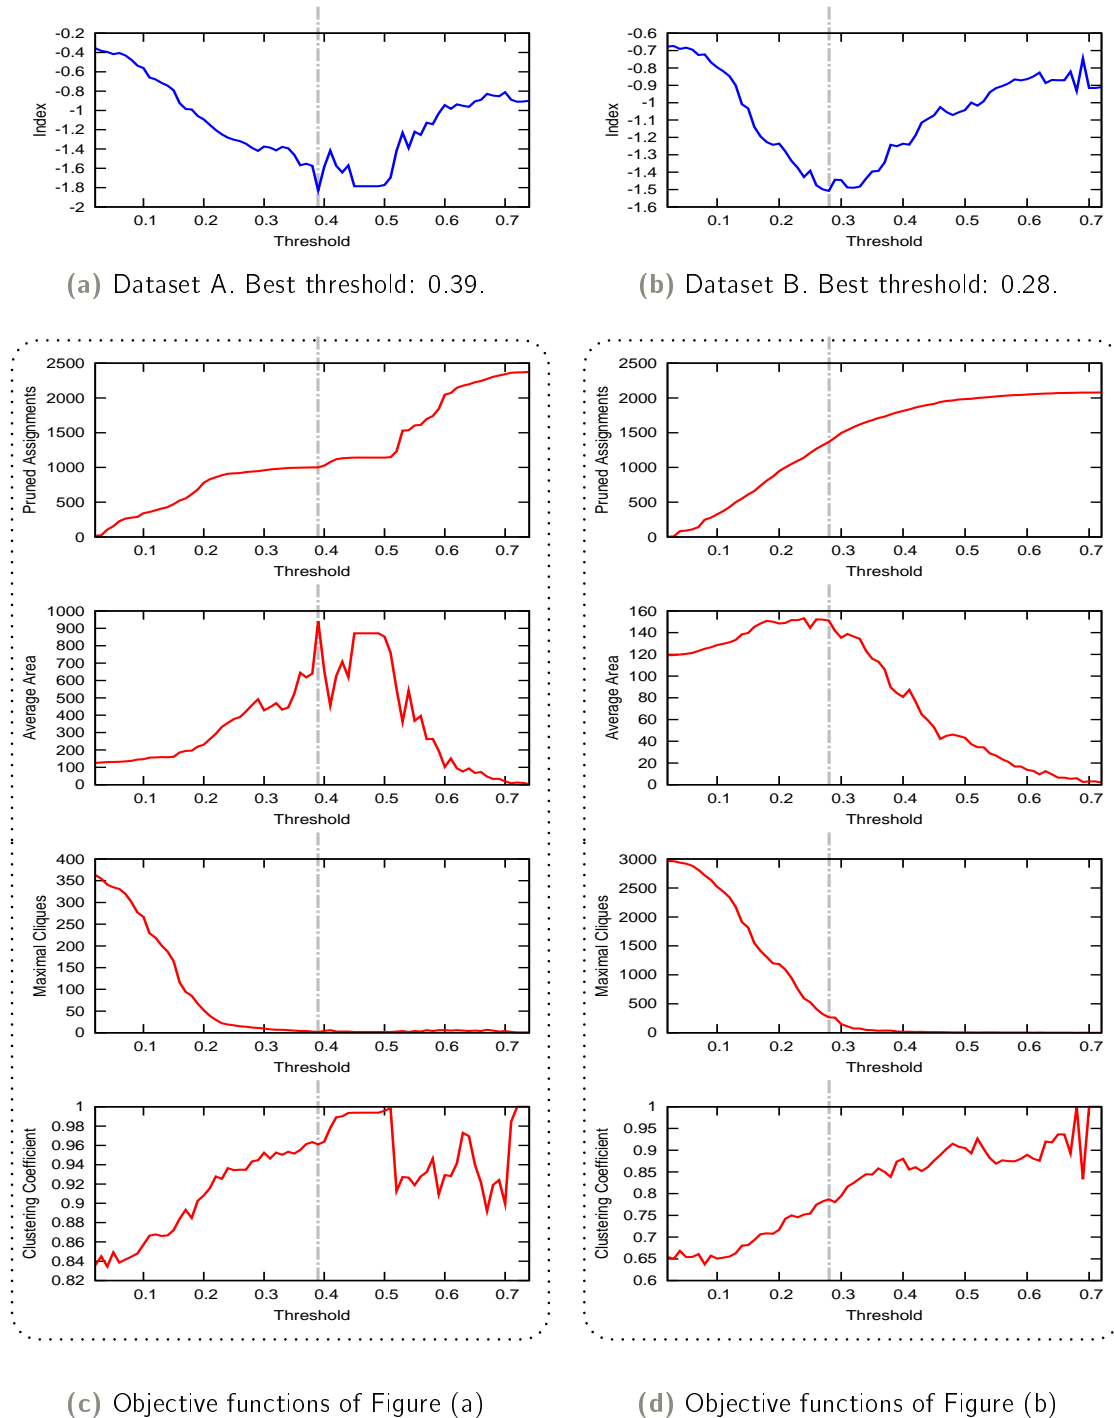 -0.2
-0.4
-0.6
-0.8
-1
-1.2
-1.4
-1.6
-1.8
-2
Index
0.1 0.2 0.3 0.4 0.5 0.6 0.7
Threshold
(a) Dataset A. Best threshold: 0.39.
-0.6
-0.7
-0.8
-0.9
-1
-1.1
-1.2
-1.3
-1.4
-1.5
-1.6
Index
0.1 0.2 0.3 0.4 0.5 0.6 0.7
Threshold
(b) Dataset B. Best threshold: 0.28.
2500
2000
1500
1000
500
0
Pruned Assignments
0.1 0.2 0.3 0.4 0.5 0.6 0.7
Threshold
1000
900
800
700
600
500
400
300
200
100
0
Average Area
0.1 0.2 0.3 0.4 0.5 0.6 0.7
Threshold
400
350
300
250
200
150
100
50
0
Maximal Cliques
0.1 0.2 0.3 0.4 0.5 0.6 0.7
Threshold
1
0.98
0.96
0.94
0.92
0.9
0.88
0.86
0.84
0.82
Clustering Coefficient
0.1 0.2 0.3 0.4 0.5 0.6 0.7
Threshold
(c) Objective functions of Figure (a)
2500
2000
1500
1000
500
0
Pruned Assignments
0.1 0.2 0.3 0.4 0.5 0.6 0.7
Threshold
160
140
120
100
80
60
40
20
0
Average Area
0.1 0.2 0.3 0.4 0.5 0.6 0.7
Threshold
3000
2500
2000
1500
1000
500
0
Maximal Cliques
0.1 0.2 0.3 0.4 0.5 0.6 0.7
Threshold
1
0.95
0.9
0.85
0.8
0.75
0.7
0.65
0.6
Clustering Coefficient
0.1 0.2 0.3 0.4 0.5 0.6 0.7
Threshold
(d) Objective functions of Figure (b)